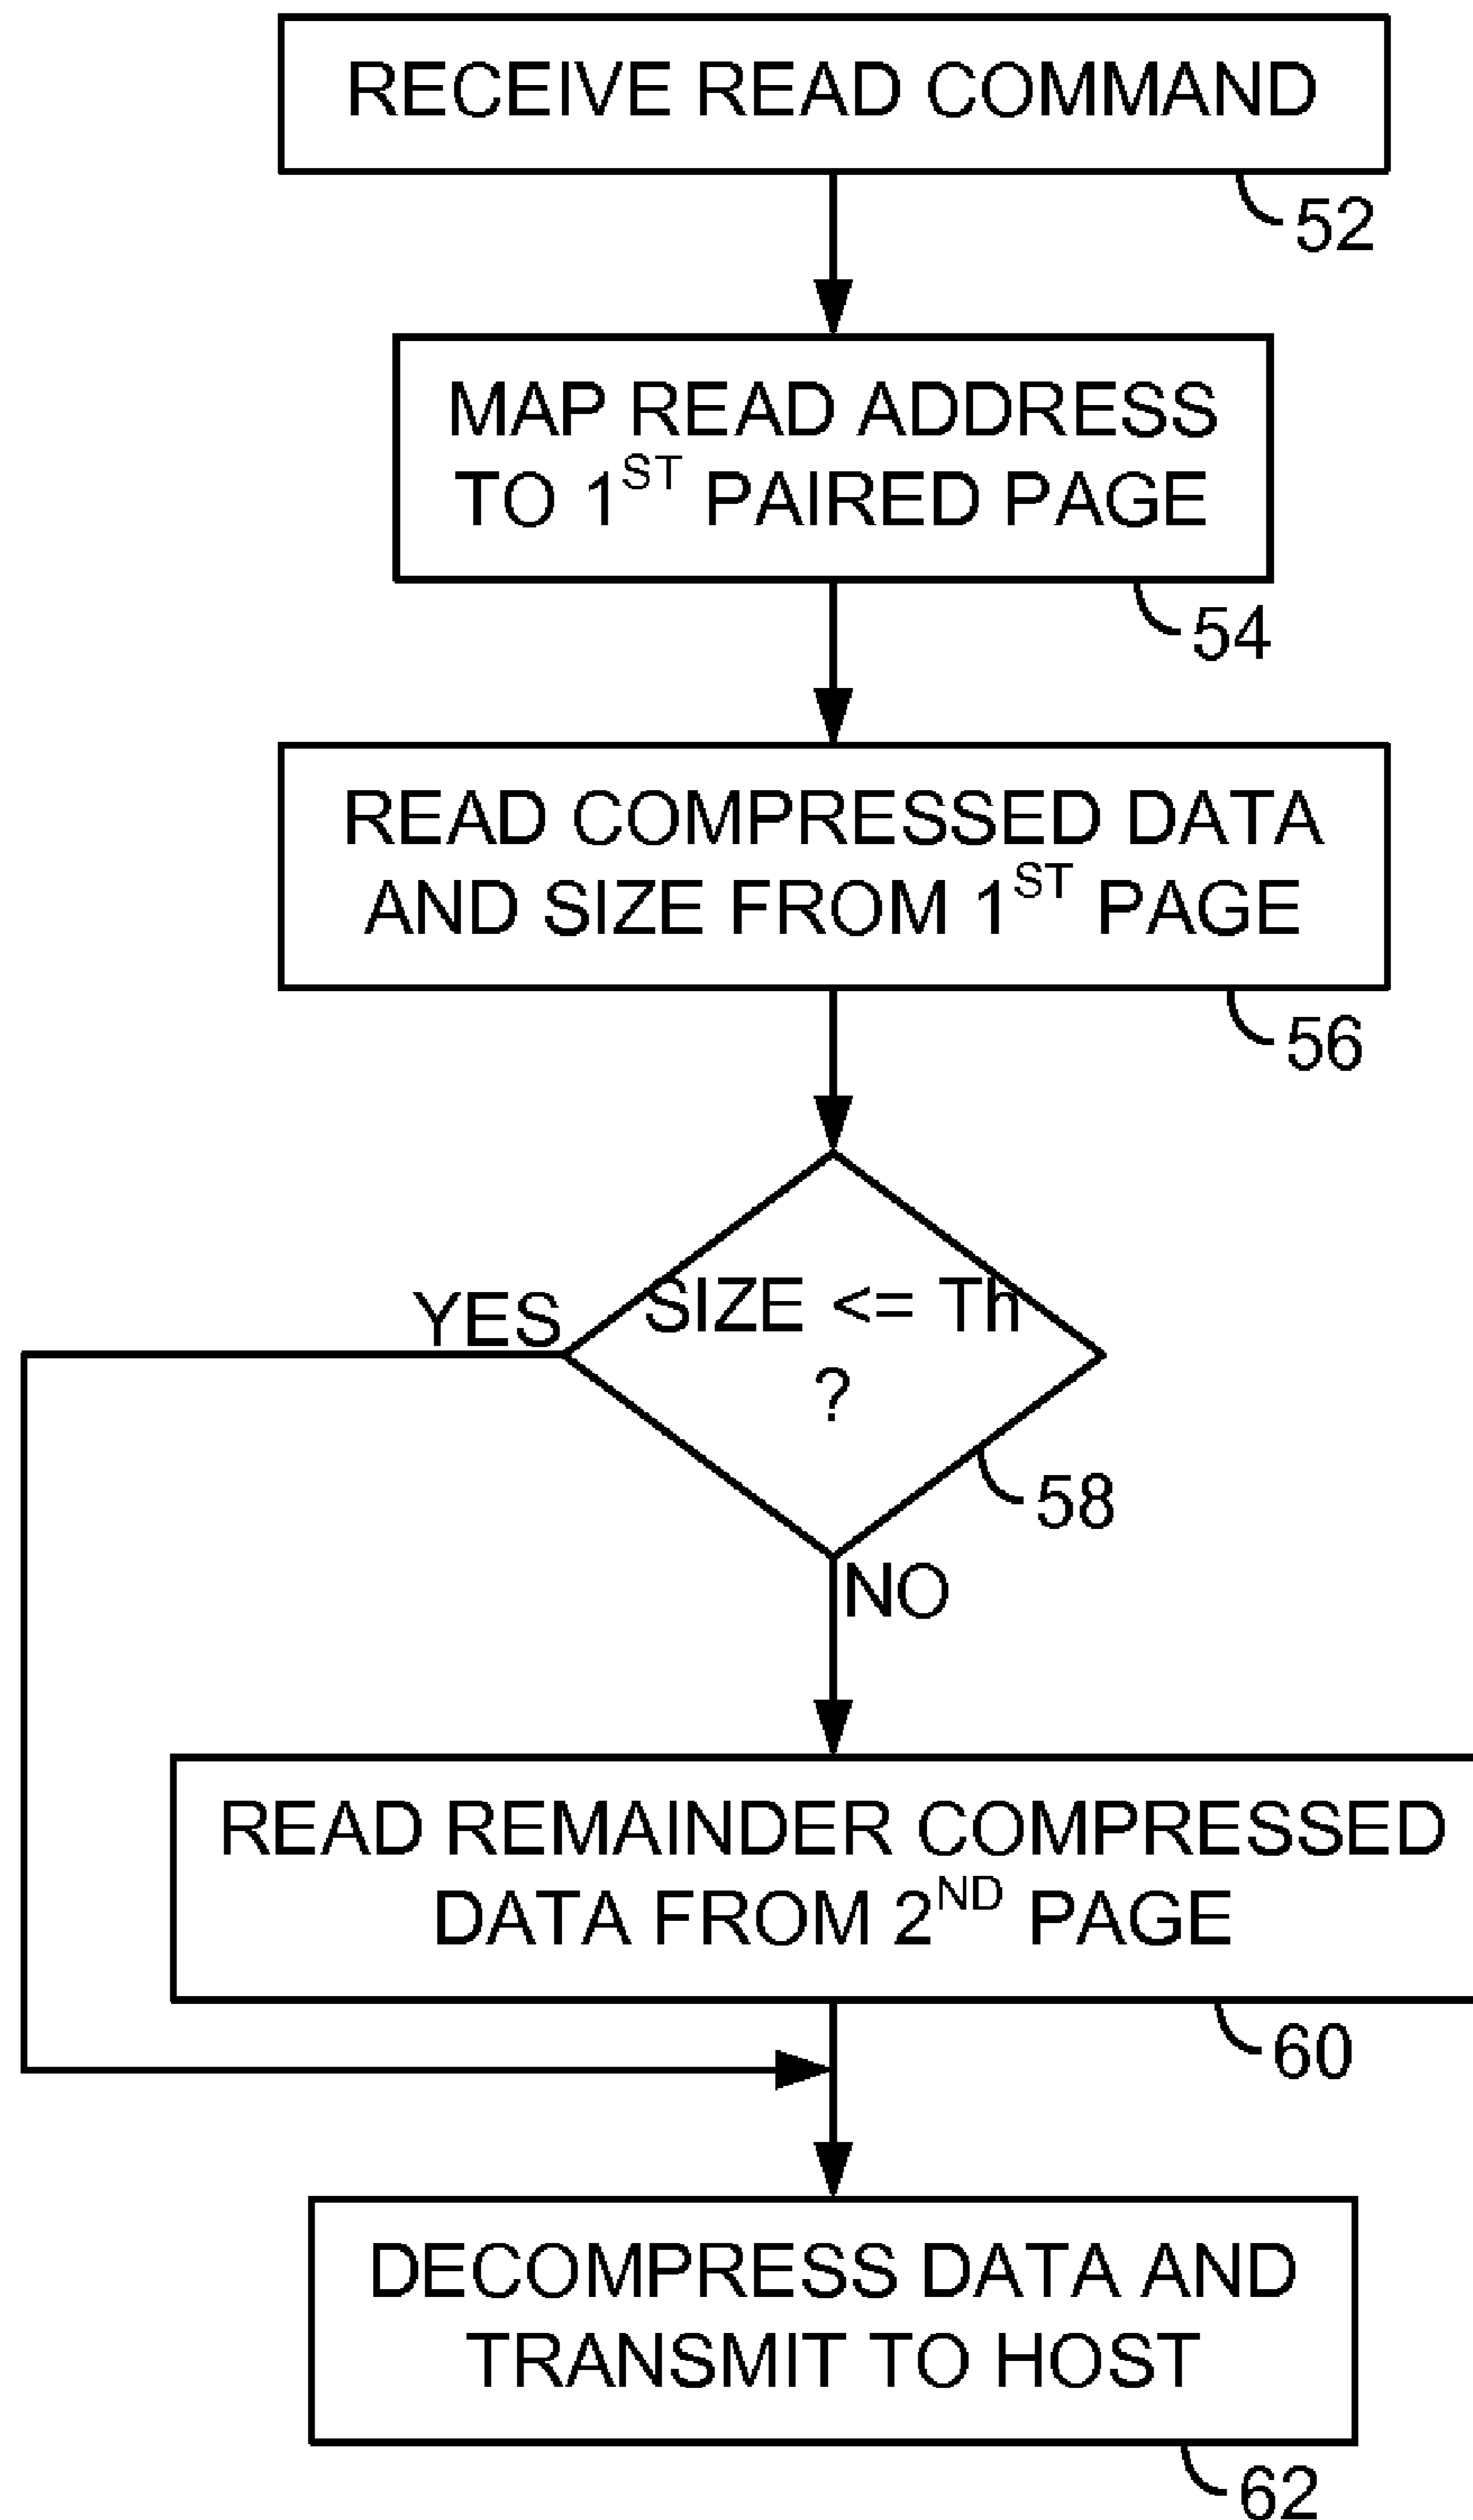 RECEIVE READ COMMAND
52
MAP READ ADDRESS
TO 1ST PAIRED PAGE
54
READ COMPRESSED DATA
AND SIZE FROM 1ST PAGE
56
SIZE <= Th
YES
?
58
NO
READ REMAINDER COMPRESSED
DATA FROM 2ND PAGE
60
DECOMPRESS DATA AND
TRANSMIT TO HOST
62